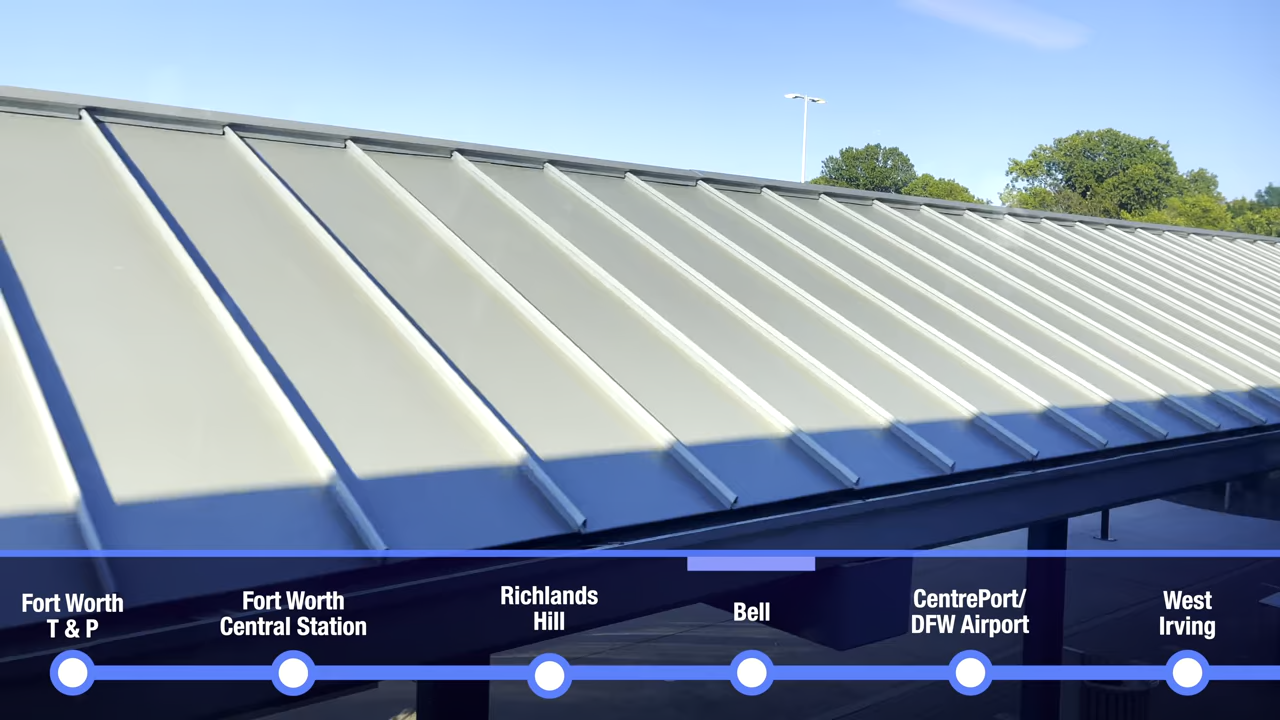 Fort Worth
T & P
Fort Worth
Central Station
Richlands
Hill
Bell
CentrePort/
DFW Airport
West
Irving